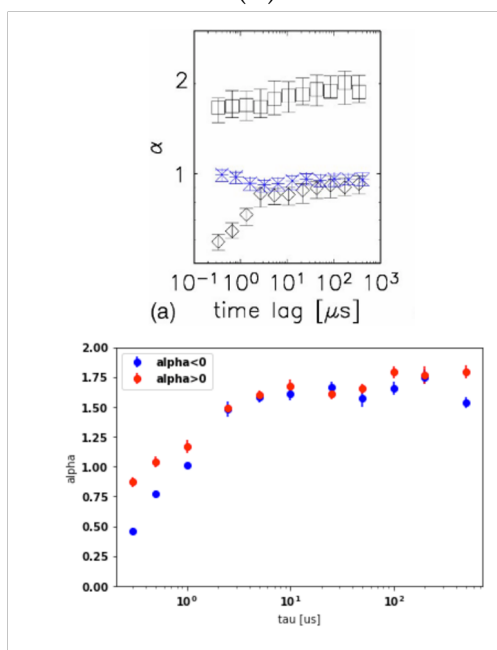 2
α
1
10⁻¹ 10⁰ 10¹ 10² 10³
(a) time lag [μs]
2.00
alpha<0
alpha>0
1.75
1.50
1.25
alpha
1.00
0.75
0.50
0.25
0.00
10⁰ 10¹ 10²
tau [us]